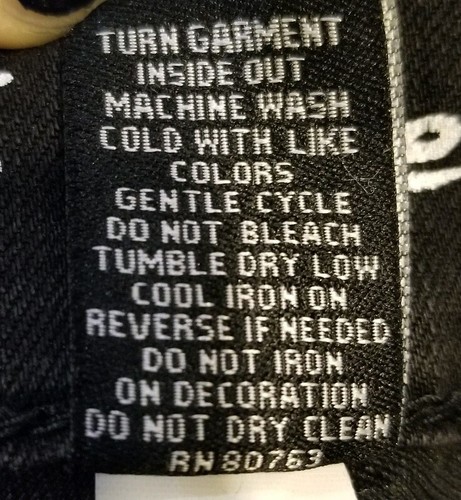 TURN GARMENT
INSIDE OUT
MACHINE WASH
COLD WITH LIKE
COLORS
GENTLE CYCLE
DO NOT BLEACH
TUMBLE DRY LOW
COOL IRON ON
REVERSE IF NEEDED
DO NOT IRON
ON DECORATION
DO NOT DRY CLEAN
RN 80763